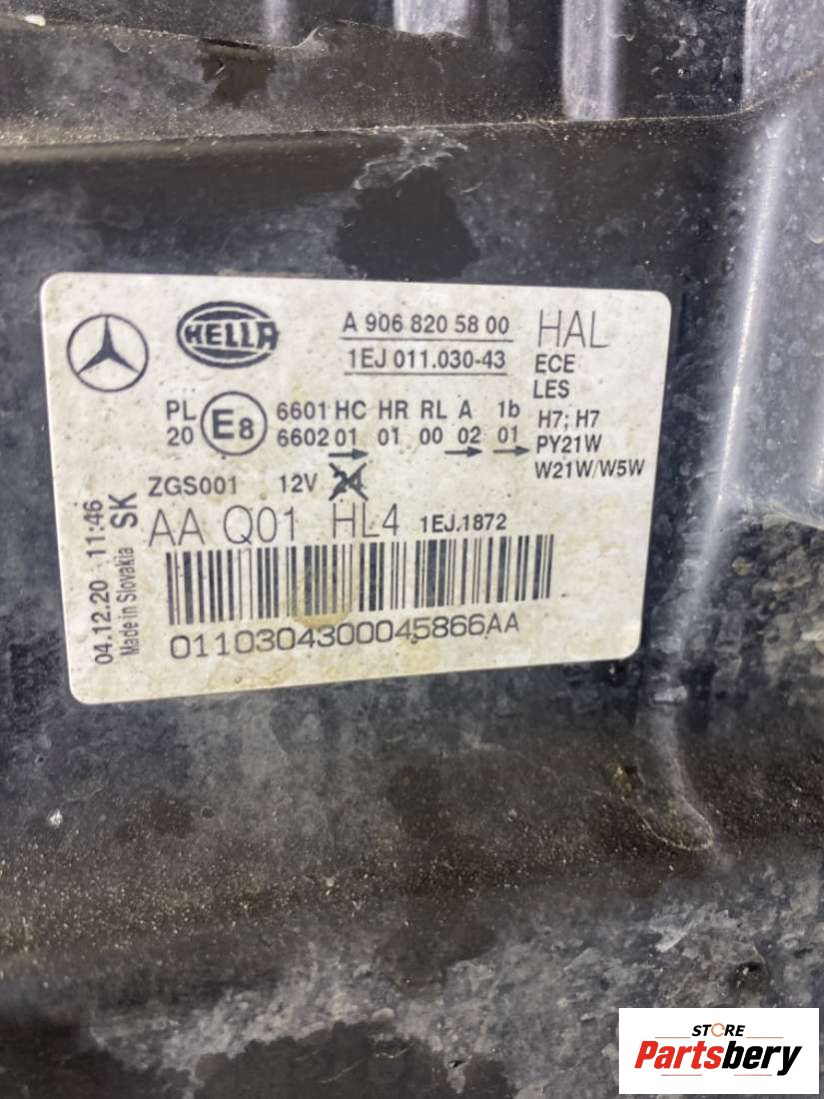 HELLA
A 906 820 58 00
HAL
1EJ 011.030-43
ECE
LES
PL
20
E8
6601 HC HR RL A 1b
6602 01 01 00 02 01
H7; H7
PY21W
W21W/W5W
ZGS001 12V 24
AA Q01 HL4 1EJ.1872
04.12.20 11:46
Made in Slovakia
SK
0110304300045866AA
STORE
Partsbery